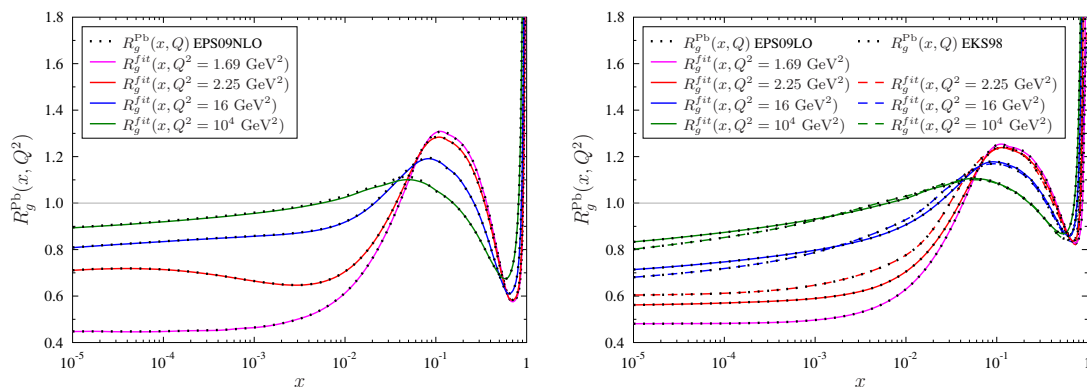 1.8
1.6
1.4
1.2
1.0
0.8
0.6
0.4
R_g^Pb(x, Q^2)
R_g^Pb(x, Q) EPS09NLO
R_g^fit(x, Q^2 = 1.69 GeV^2)
R_g^fit(x, Q^2 = 2.25 GeV^2)
R_g^fit(x, Q^2 = 16 GeV^2)
R_g^fit(x, Q^2 = 10^4 GeV^2)
10^-5 10^-4 10^-3 10^-2 10^-1 1
x
1.8
1.6
1.4
1.2
1.0
0.8
0.6
0.4
R_g^Pb(x, Q^2)
R_g^Pb(x, Q) EPS09LO R_g^Pb(x, Q) EKS98
R_g^fit(x, Q^2 = 1.69 GeV^2)
R_g^fit(x, Q^2 = 2.25 GeV^2) R_g^fit(x, Q^2 = 2.25 GeV^2)
R_g^fit(x, Q^2 = 16 GeV^2) R_g^fit(x, Q^2 = 16 GeV^2)
R_g^fit(x, Q^2 = 10^4 GeV^2) R_g^fit(x, Q^2 = 10^4 GeV^2)
10^-5 10^-4 10^-3 10^-2 10^-1 1
x